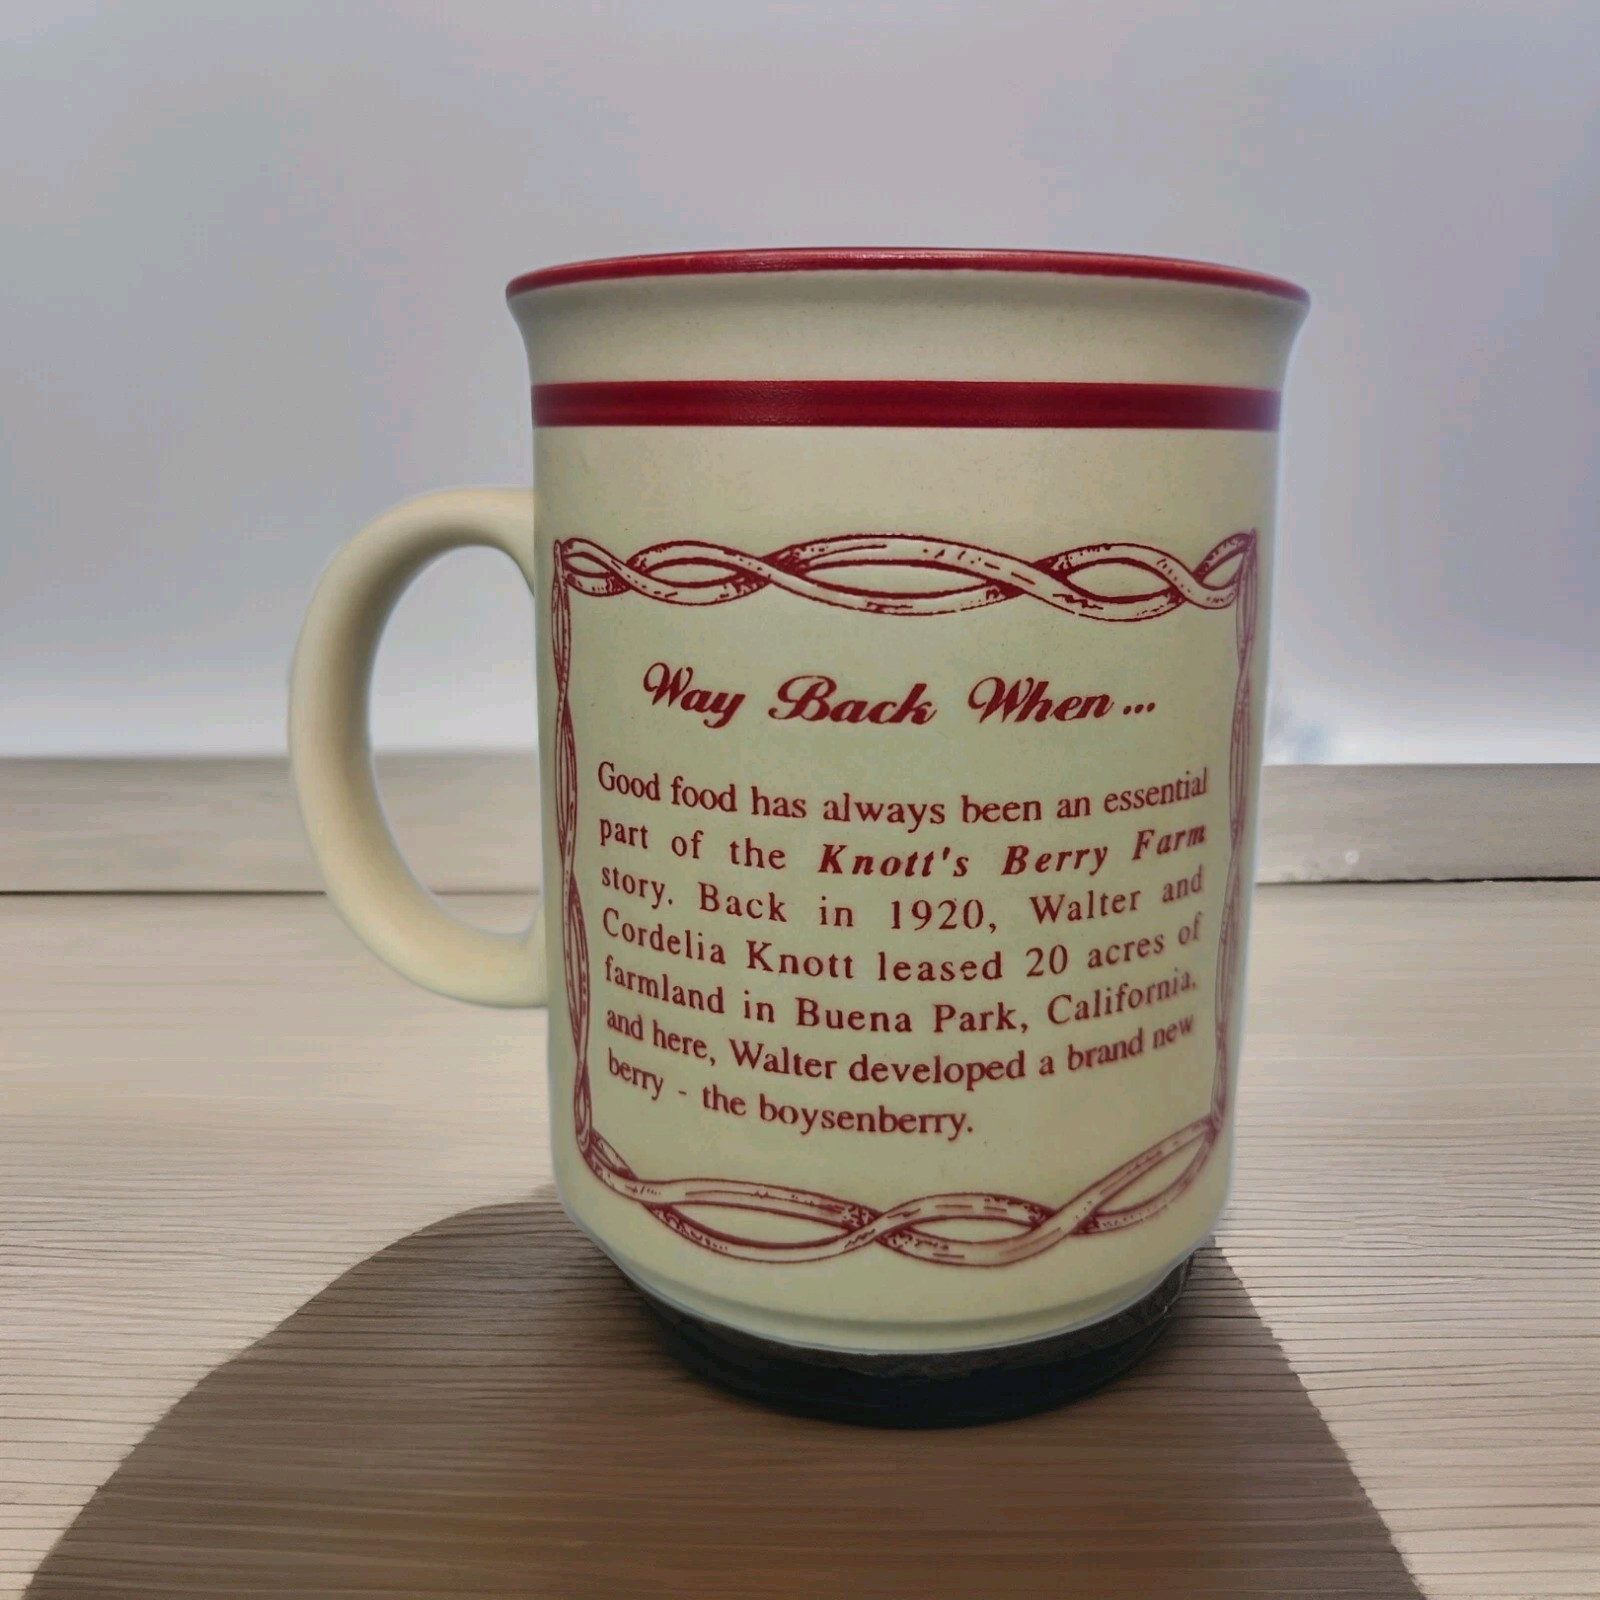 Way Back When...
Good food has always been an essential
part of the Knott's Berry Farm
story. Back in 1920, Walter and
Cordelia Knott leased 20 acres of
farmland in Buena Park, California,
and here, Walter developed a brand new
berry - the boysenberry.